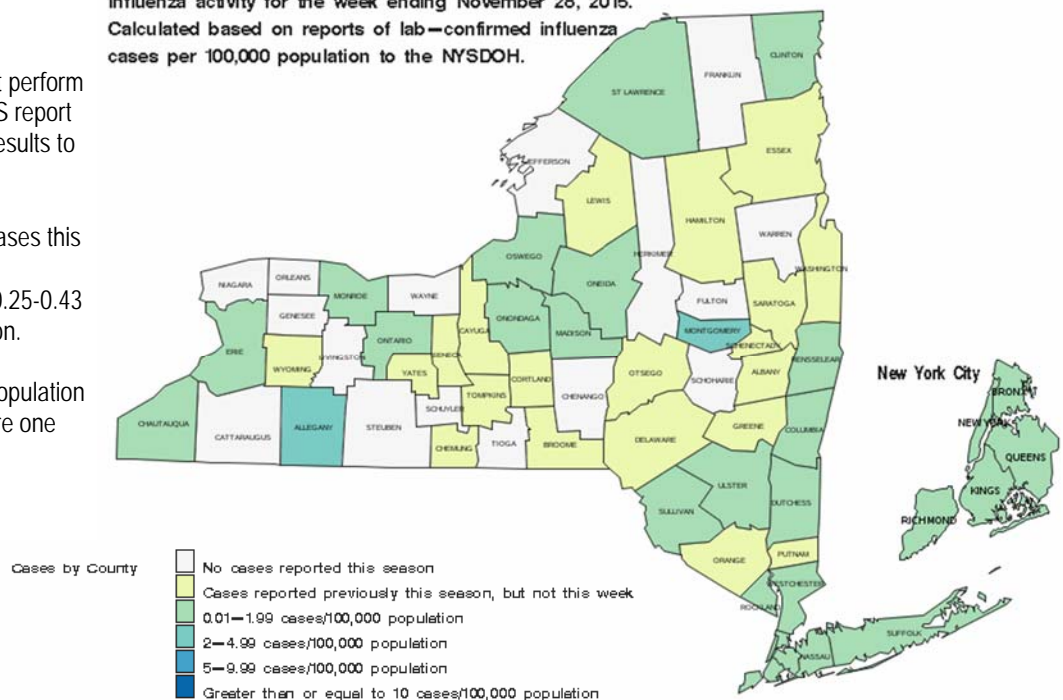 Influenza activity for the week ending November 28, 2015.
Calculated based on reports of lab—confirmed influenza
cases per 100,000 population to the NYSDOH.
perform
S report
esults to
ases this
0.25-0.43
on.
opulation
re one
CLINTON
FRANKLIN
ST LAWRENCE
ESSEX
JEFFERSON
LEWIS
HAMILTON
WARREN
HERKIMER
WASHINGTON
OSWEGO
ONEIDA
NIAGARA
ORLEANS
MONROE
WAYNE
FULTON
SARATOGA
GENESEE
ONONDAGA
MADISON
MONTGOMERY
CAYUGA
ONTARIO
SCHENECTADY
ERIE
LIVINGSTON
SENECA
RENSSELAER
WYOMING
YATES
OTSEGO
ALBANY
CORTLAND
SCHOHARIE
TOMPKINS
CHENANGO
SCHUYLER
CHAUTAUQUA
CATTARAUGUS
ALLEGANY
STEUBEN
GREENE
COLUMBIA
DELAWARE
CHEMUNG
TIOGA
BROOME
ULSTER
DUTCHESS
SULLIVAN
ORANGE
PUTNAM
WESTCHESTER
ROCKLAND
SUFFOLK
NASSAU
New York City
BRONX
NEW YORK
QUEENS
KINGS
RICHMOND
Cases by County
No cases reported this season
Cases reported previously this season, but not this week
0.01—1.99 cases/100,000 population
2—4.99 cases/100,000 population
5—9.99 cases/100,000 population
Greater than or equal to 10 cases/100,000 population